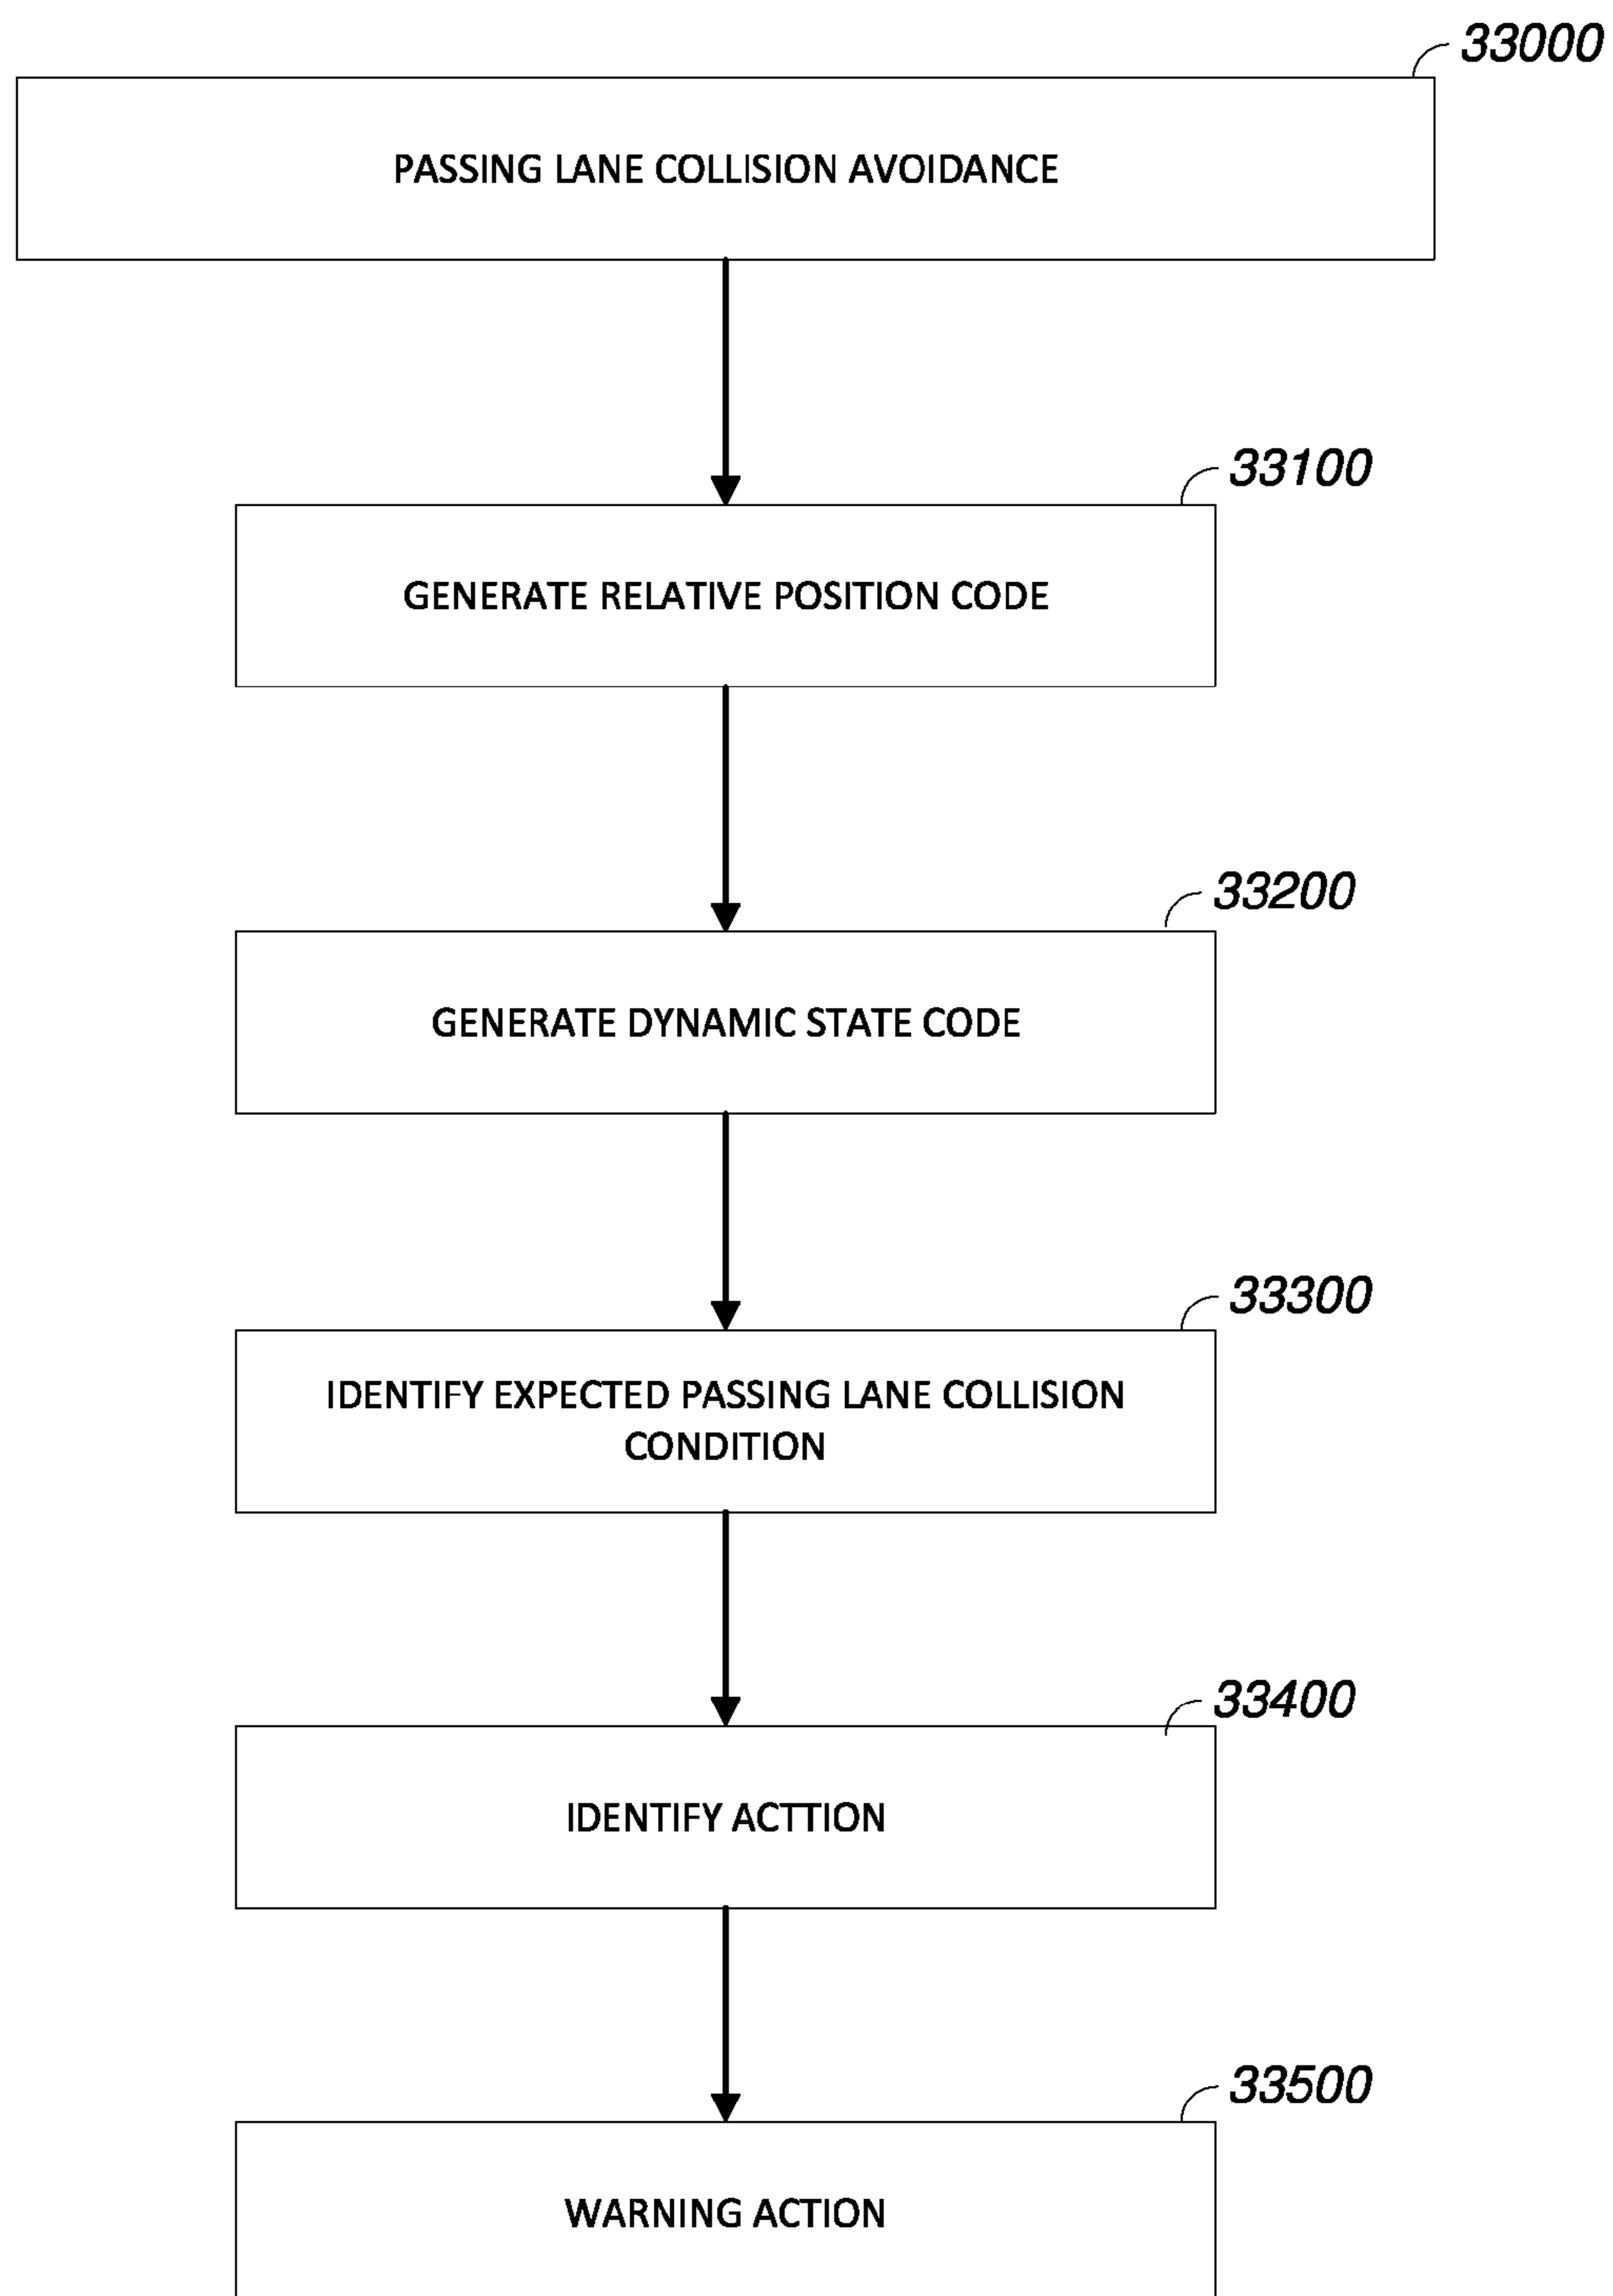 33000
PASSING LANE COLLISION AVOIDANCE
33100
GENERATE RELATIVE POSITION CODE
33200
GENERATE DYNAMIC STATE CODE
33300
IDENTIFY EXPECTED PASSING LANE COLLISION
CONDITION
33400
IDENTIFY ACTTION
33500
WARNING ACTION